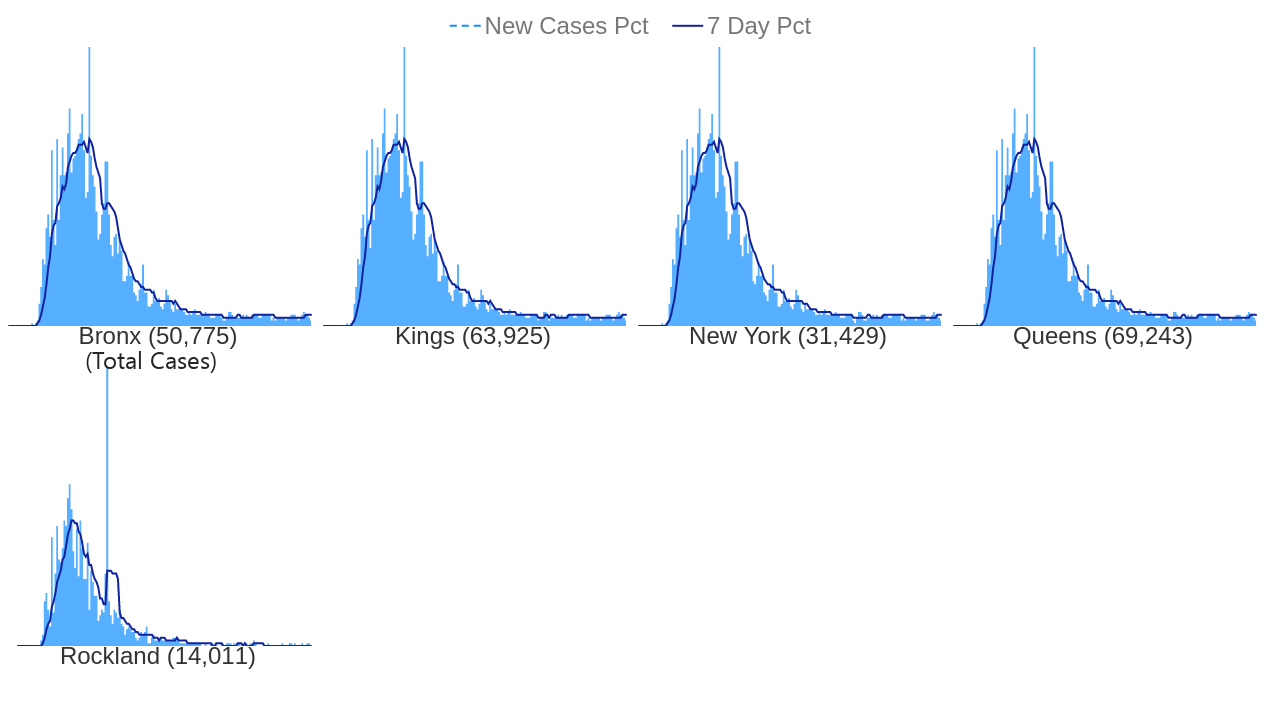 New Cases Pct 7 Day Pct
Bronx (50,775) Kings (63,925) New York (31,429) Queens (69,243)
(Total Cases)
Rockland (14,011)